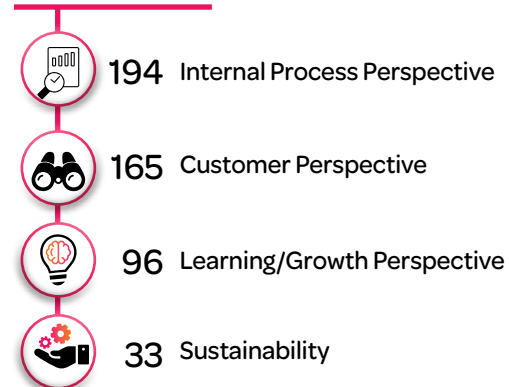 194 Internal Process Perspective
165 Customer Perspective
96 Learning/Growth Perspective
33 Sustainability